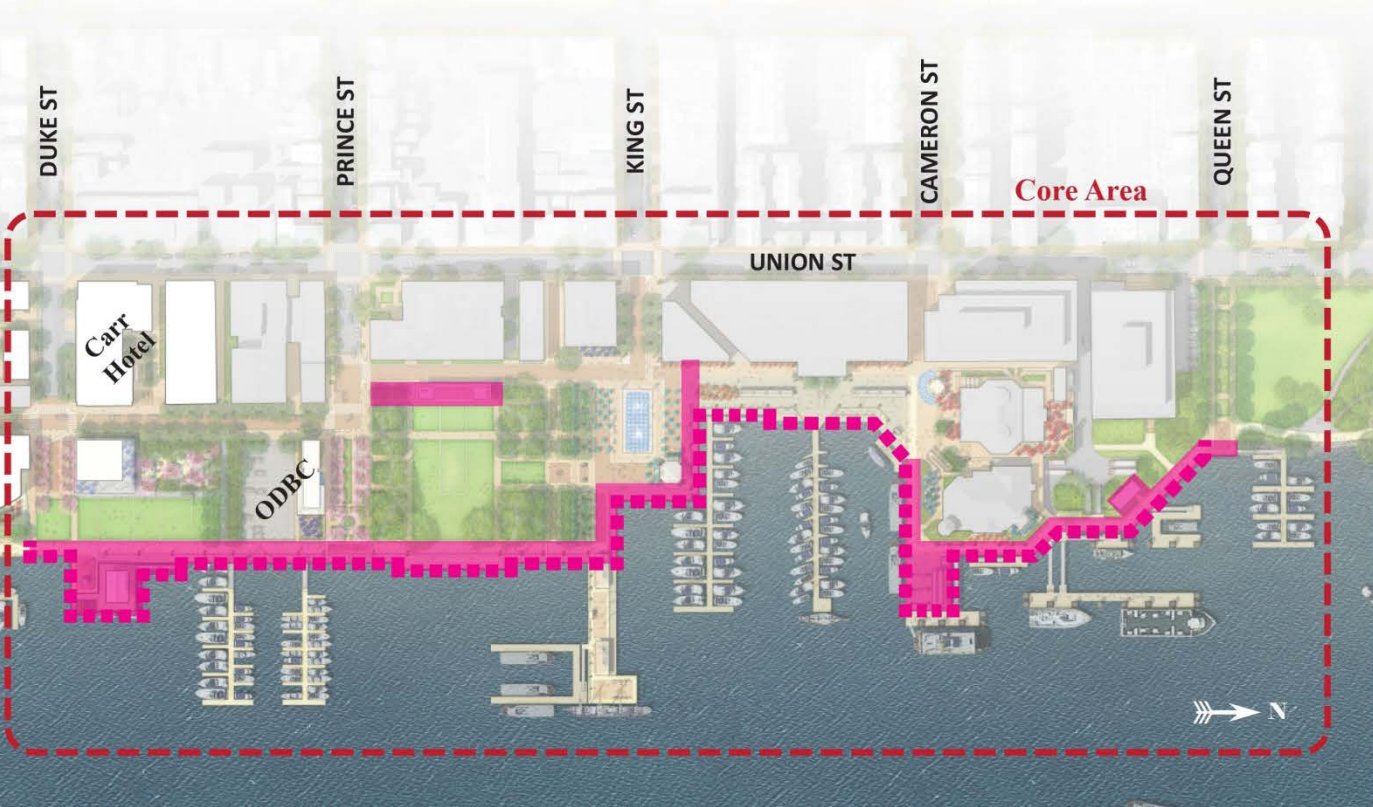 DUKE ST
PRINCE ST
KING ST
CAMERON ST
QUEEN ST
Core Area
UNION ST
Carr
Hotel
ODBC
N